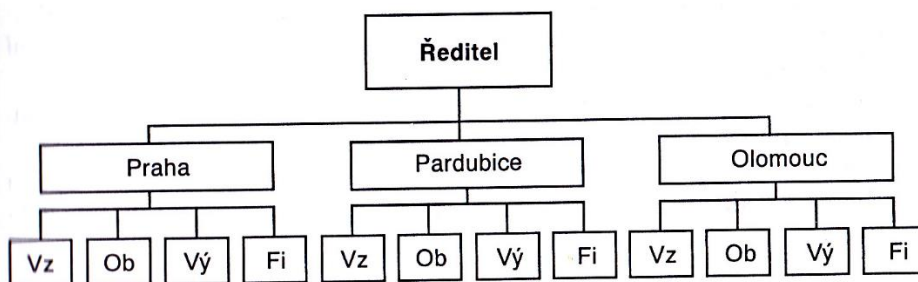 Ředitel
Praha Pardubice Olomouc
Vz Ob Vý Fi Vz Ob Vý Fi Vz Ob Vý Fi